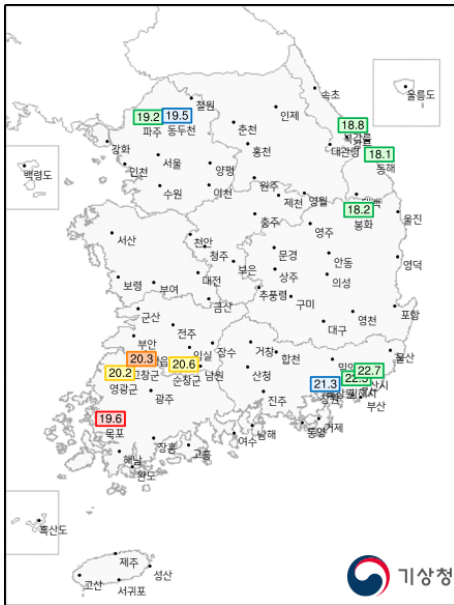 속초
울릉도
철원
19.2
19.5
파주
동두천
인제
18.8
춘천
강화
홍천
대관령
18.1
동해
서울
인천
양평
백령도
수원
이천
원주
제천
영월
18.2
봉화
울진
충주
영주
서산
천안
청주
문경
안동
영덕
보은
상주
의성
보령
부여
대전
추풍령
구미
금산
영천
포항
군산
대구
전주
부안
임실
장수
거창
합천
울산
20.3
20.6
22.7
20.2
고창군
순창군
남원
산청
21.3
영광군
광주
진주
부산
19.6
목포
거제
통영
남해
여수
장흥
고흥
해남
완도
흑산도
제주
성산
고산
서귀포
기상청